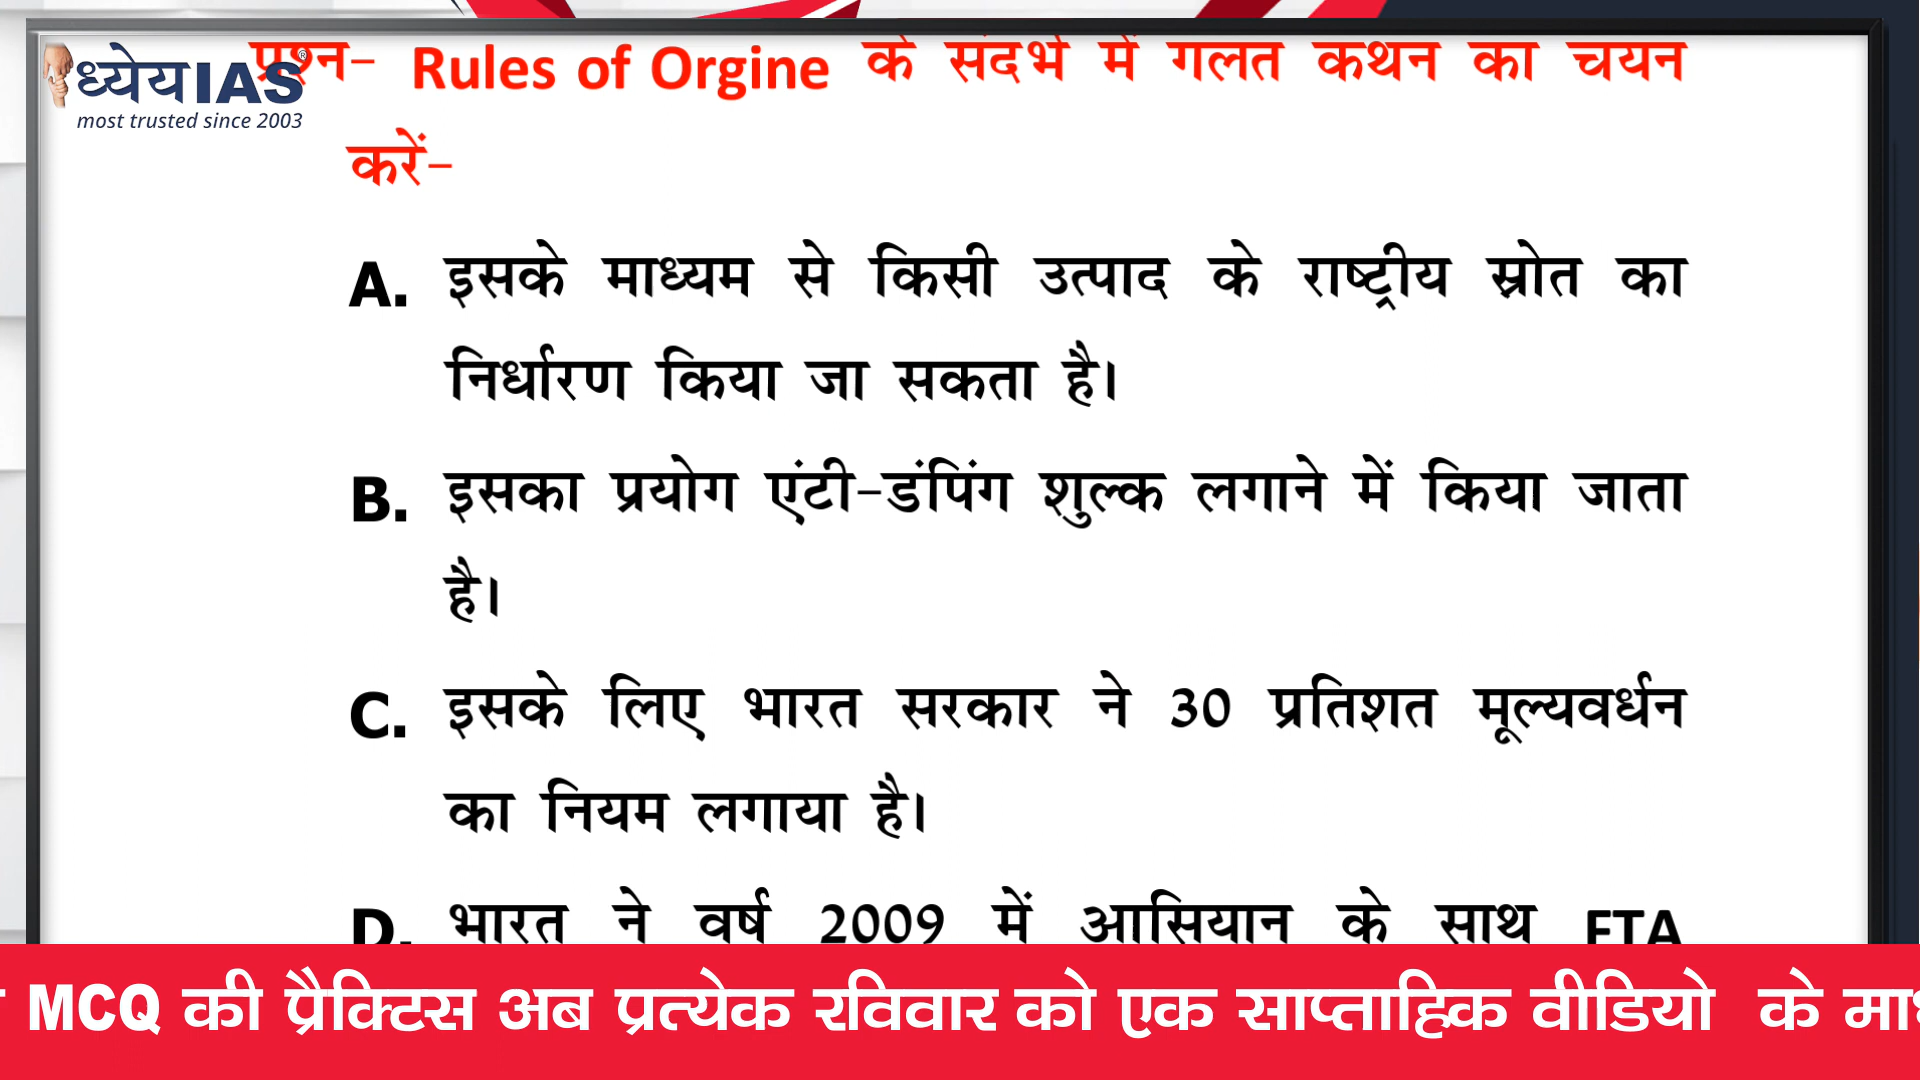 ध्येय IAS
most trusted since 2003
प्रश्न- Rules of Orgine के संदर्भ में गलत कथन का चयन
करें-
A. इसके माध्यम से किसी उत्पाद के राष्ट्रीय स्रोत का
निर्धारण किया जा सकता है।
B. इसका प्रयोग एंटी-डंपिंग शुल्क लगाने में किया जाता
है।
C. इसके लिए भारत सरकार ने 30 प्रतिशत मूल्यवर्धन
का नियम लगाया है।
D. भारत ने वर्ष 2009 में आसियान के साथ FTA
MCQ की प्रैक्टिस अब प्रत्येक रविवार को एक साप्ताहिक वीडियो के